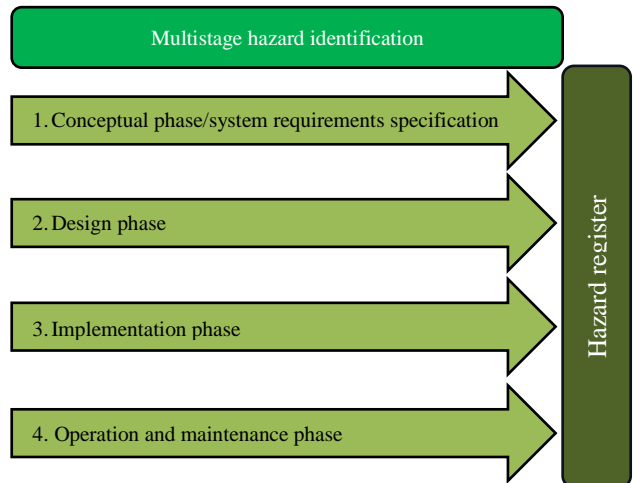 Multistage hazard identification
1. Conceptual phase/system requirements specification
2. Design phase
3. Implementation phase
4. Operation and maintenance phase
Hazard register